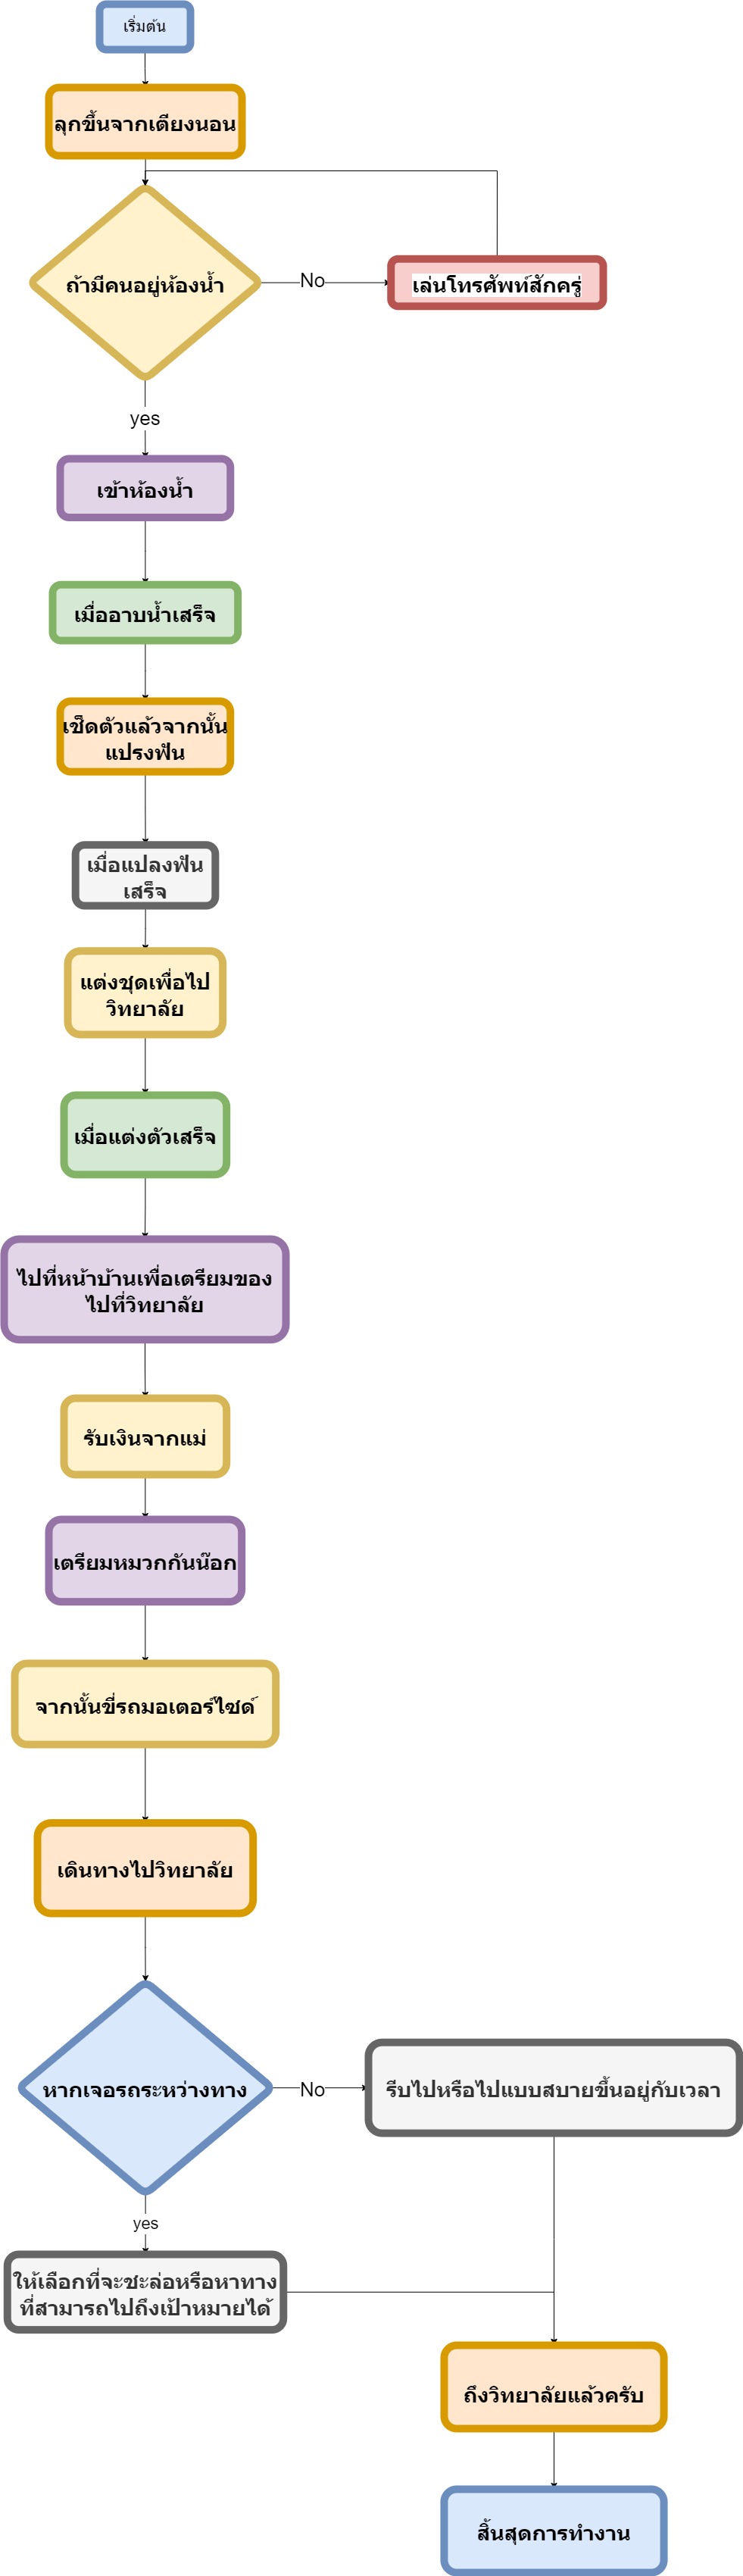 เริ่มต้น
ลุกขึ้นจากเตียงนอน
ถ้ามีคนอยู่ห้องน้ำ
No
เล่นโทรศัพท์สักครู่
yes
เข้าห้องน้ำ
เมื่ออาบน้ำเสร็จ
เช็ดตัวแล้วจากนั้น
แปรงฟัน
เมื่อแปลงฟัน
เสร็จ
แต่งชุดเพื่อไป
วิทยาลัย
เมื่อแต่งตัวเสร็จ
ไปที่หน้าบ้านเพื่อเตรียมของ
ไปที่วิทยาลัย
รับเงินจากแม่
เตรียมหมวกกันน๊อก
จากนั้นขี่รถมอเตอร์ไซด์
เดินทางไปวิทยาลัย
หากเจอรถระหว่างทาง
No
รีบไปหรือไปแบบสบายขึ้นอยู่กับเวลา
yes
ให้เลือกที่จะชะล่อหรือหาทาง
ที่สามารถไปถึงเป้าหมายได้
ถึงวิทยาลัยแล้วครับ
สิ้นสุดการทำงาน